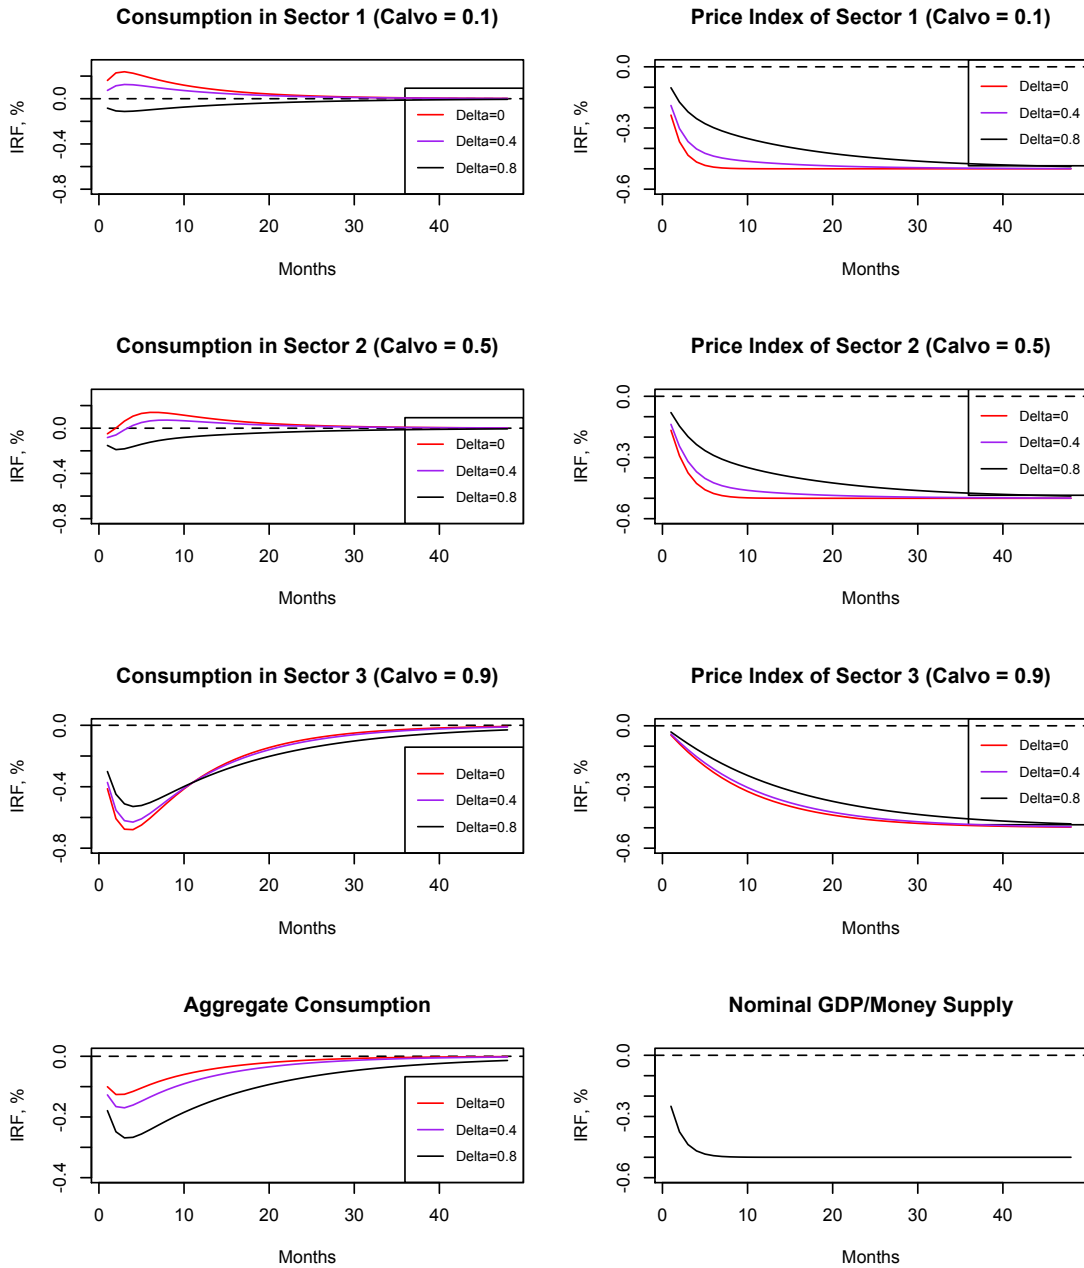 Consumption in Sector 1 (Calvo = 0.1)
IRF, %
0.0
-0.4
-0.8
Delta=0
Delta=0.4
Delta=0.8
0 10 20 30 40
Months
Price Index of Sector 1 (Calvo = 0.1)
IRF, %
0.0
-0.3
-0.6
Delta=0
Delta=0.4
Delta=0.8
0 10 20 30 40
Months
Consumption in Sector 2 (Calvo = 0.5)
IRF, %
0.0
-0.4
-0.8
Delta=0
Delta=0.4
Delta=0.8
0 10 20 30 40
Months
Price Index of Sector 2 (Calvo = 0.5)
IRF, %
0.0
-0.3
-0.6
Delta=0
Delta=0.4
Delta=0.8
0 10 20 30 40
Months
Consumption in Sector 3 (Calvo = 0.9)
IRF, %
0.0
-0.4
-0.8
Delta=0
Delta=0.4
Delta=0.8
0 10 20 30 40
Months
Price Index of Sector 3 (Calvo = 0.9)
IRF, %
0.0
-0.3
-0.6
Delta=0
Delta=0.4
Delta=0.8
0 10 20 30 40
Months
Aggregate Consumption
IRF, %
0.0
-0.2
-0.4
Delta=0
Delta=0.4
Delta=0.8
0 10 20 30 40
Months
Nominal GDP/Money Supply
IRF, %
0.0
-0.3
-0.6
0 10 20 30 40
Months